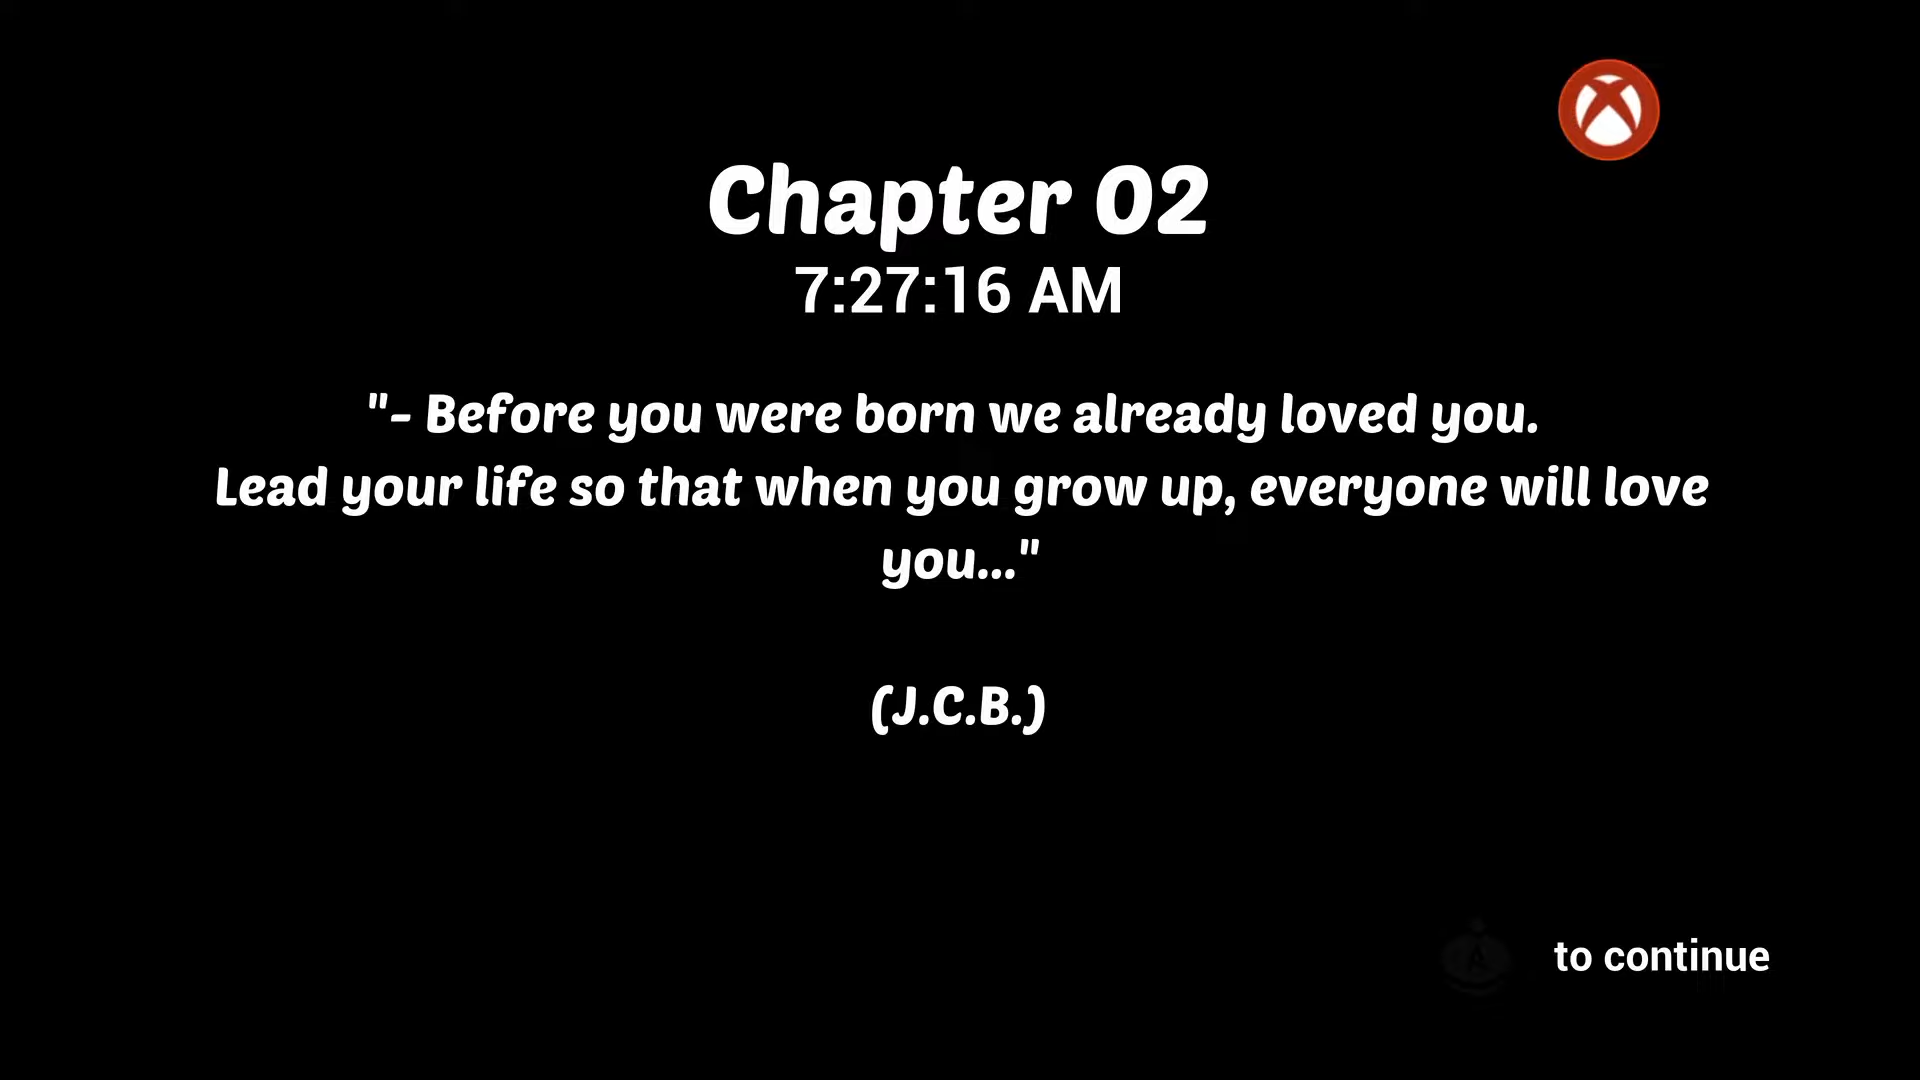 Chapter 02
7:27:16 AM
"- Before you were born we already loved you.
Lead your life so that when you grow up, everyone will love
you..."
(J.C.B.)
A
to continue